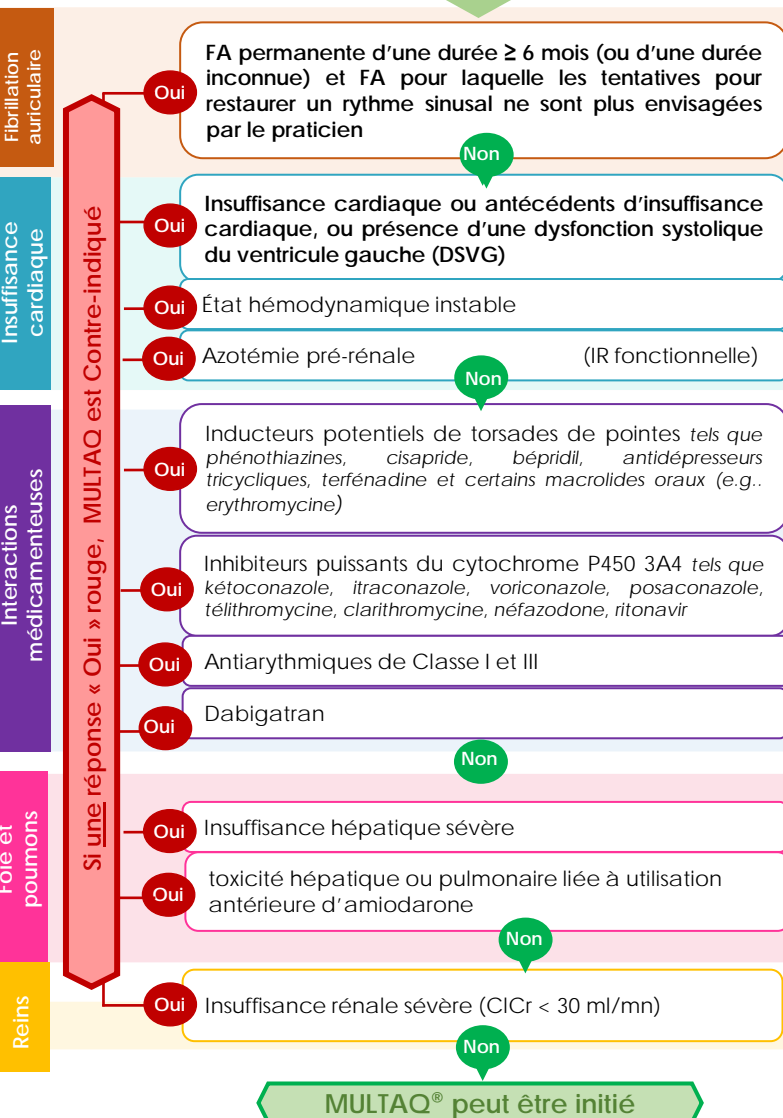 Fibrillation
auriculaire
Si une réponse « Oui » rouge, MULTAQ est Contre-indiqué
Oui
FA permanente d'une durée ≥ 6 mois (ou d'une durée
inconnue) et FA pour laquelle les tentatives pour
restaurer un rythme sinusal ne sont plus envisagées
par le praticien
Non
Insuffisance
cardiaque
Oui
Insuffisance cardiaque ou antécédents d'insuffisance
cardiaque, ou présence d'une dysfonction systolique
du ventricule gauche (DSVG)
Oui
État hémodynamique instable
Oui
Azotémie pré-rénale (IR fonctionnelle)
Non
Interactions
médicamenteuses
Oui
Inducteurs potentiels de torsades de pointes tels que
phénothiazines, cisapride, bépridil, antidépresseurs
tricycliques, terfénadine et certains macrolides oraux (e.g..
erythromycine)
Oui
Inhibiteurs puissants du cytochrome P450 3A4 tels que
kétoconazole, itraconazole, voriconazole, posaconazole,
télithromycine, clarithromycine, néfazodone, ritonavir
Oui
Antiarythmiques de Classe I et III
Oui
Dabigatran
Non
Foie et
poumons
Oui
Insuffisance hépatique sévère
Oui
toxicité hépatique ou pulmonaire liée à utilisation
antérieure d'amiodarone
Non
Reins
Oui
Insuffisance rénale sévère (ClCr < 30 ml/mn)
Non
MULTAQ® peut être initié